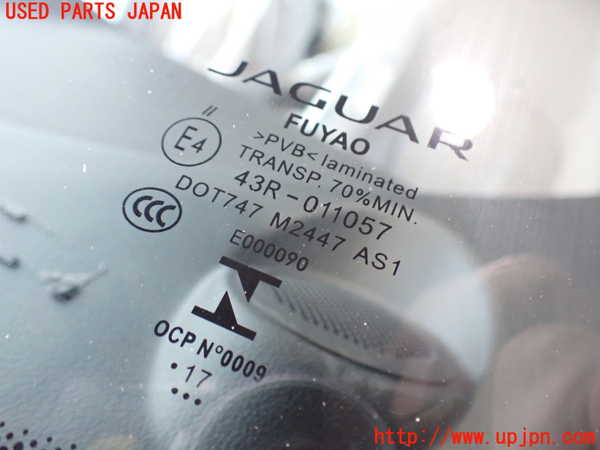 USED PARTS JAPAN
JAGUAR
FUYAO
>PVB<laminated
E4 TRANSP. 70%MIN.
43R-011057
CCC DOT747 M2447 AS1
E000090
OCP N°0009
.17
...
http://www.upjpn.com/